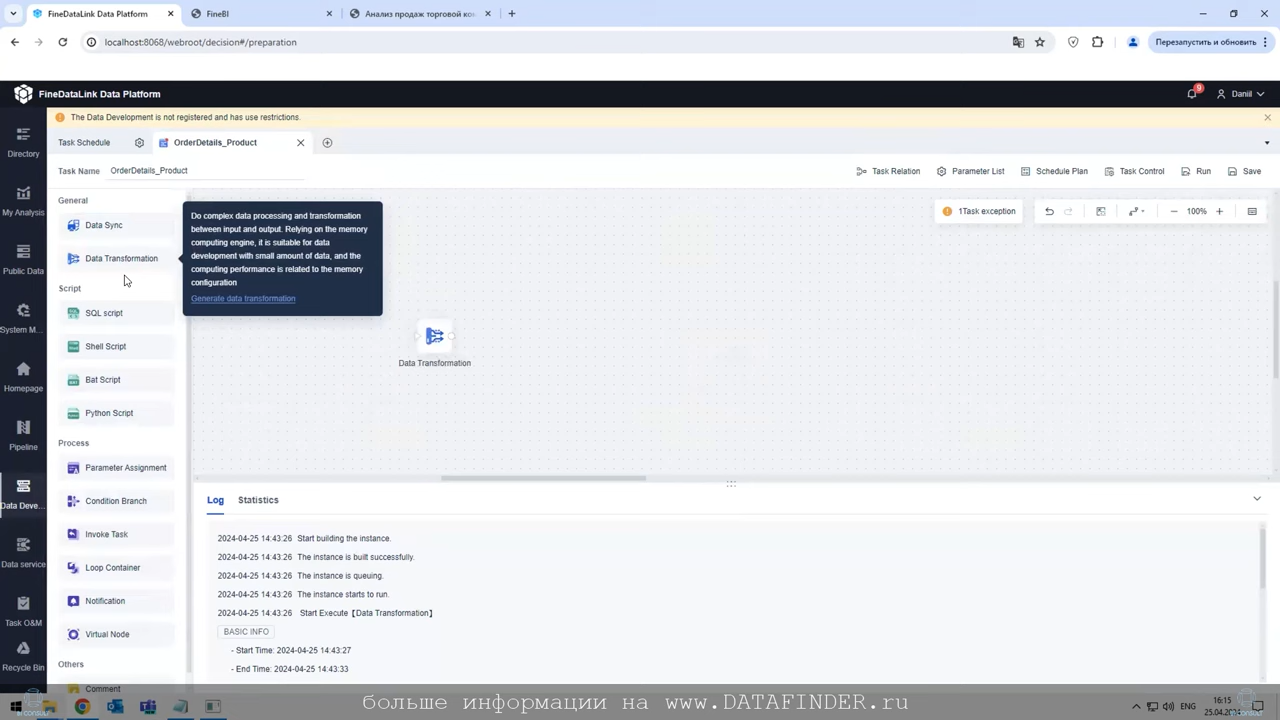 FineDataLink Data Platform
FineBI
Анализ продаж торговой ком
localhost:8068/webroot/decision#/preparation
Перезапустить и обновить
FineDataLink Data Platform
9
Daniil
The Data Development is not registered and has use restrictions.
Directory
Task Schedule
OrderDetails_Product
Task Name
OrderDetails_Product
Task Relation
Parameter List
Schedule Plan
Task Control
Run
Save
My Analysis
Public Data
System M...
Homepage
Pipeline
Data Deve...
Data service
Task O&M
Recycle Bin
General
Data Sync
Data Transformation
Script
SQL script
Shell Script
Bat Script
Python Script
Process
Parameter Assignment
Condition Branch
Invoke Task
Loop Container
Notification
Virtual Node
Others
Comment
Do complex data processing and transformation
between input and output. Relying on the memory
computing engine, it is suitable for data
development with small amount of data, and the
computing performance is related to the memory
configuration
Generate data transformation
1Task exception
100%
Data Transformation
Log
Statistics
2024-04-25 14:43:26 Start building the instance.
2024-04-25 14:43:26 The instance is built successfully.
2024-04-25 14:43:26 The instance is queuing.
2024-04-25 14:43:26 The instance starts to run.
2024-04-25 14:43:26 Start Execute【Data Transformation】
BASIC INFO
- Start Time: 2024-04-25 14:43:27
- End Time: 2024-04-25 14:43:33
больше информации на www.DATAFINDER.ru
ENG
16:15